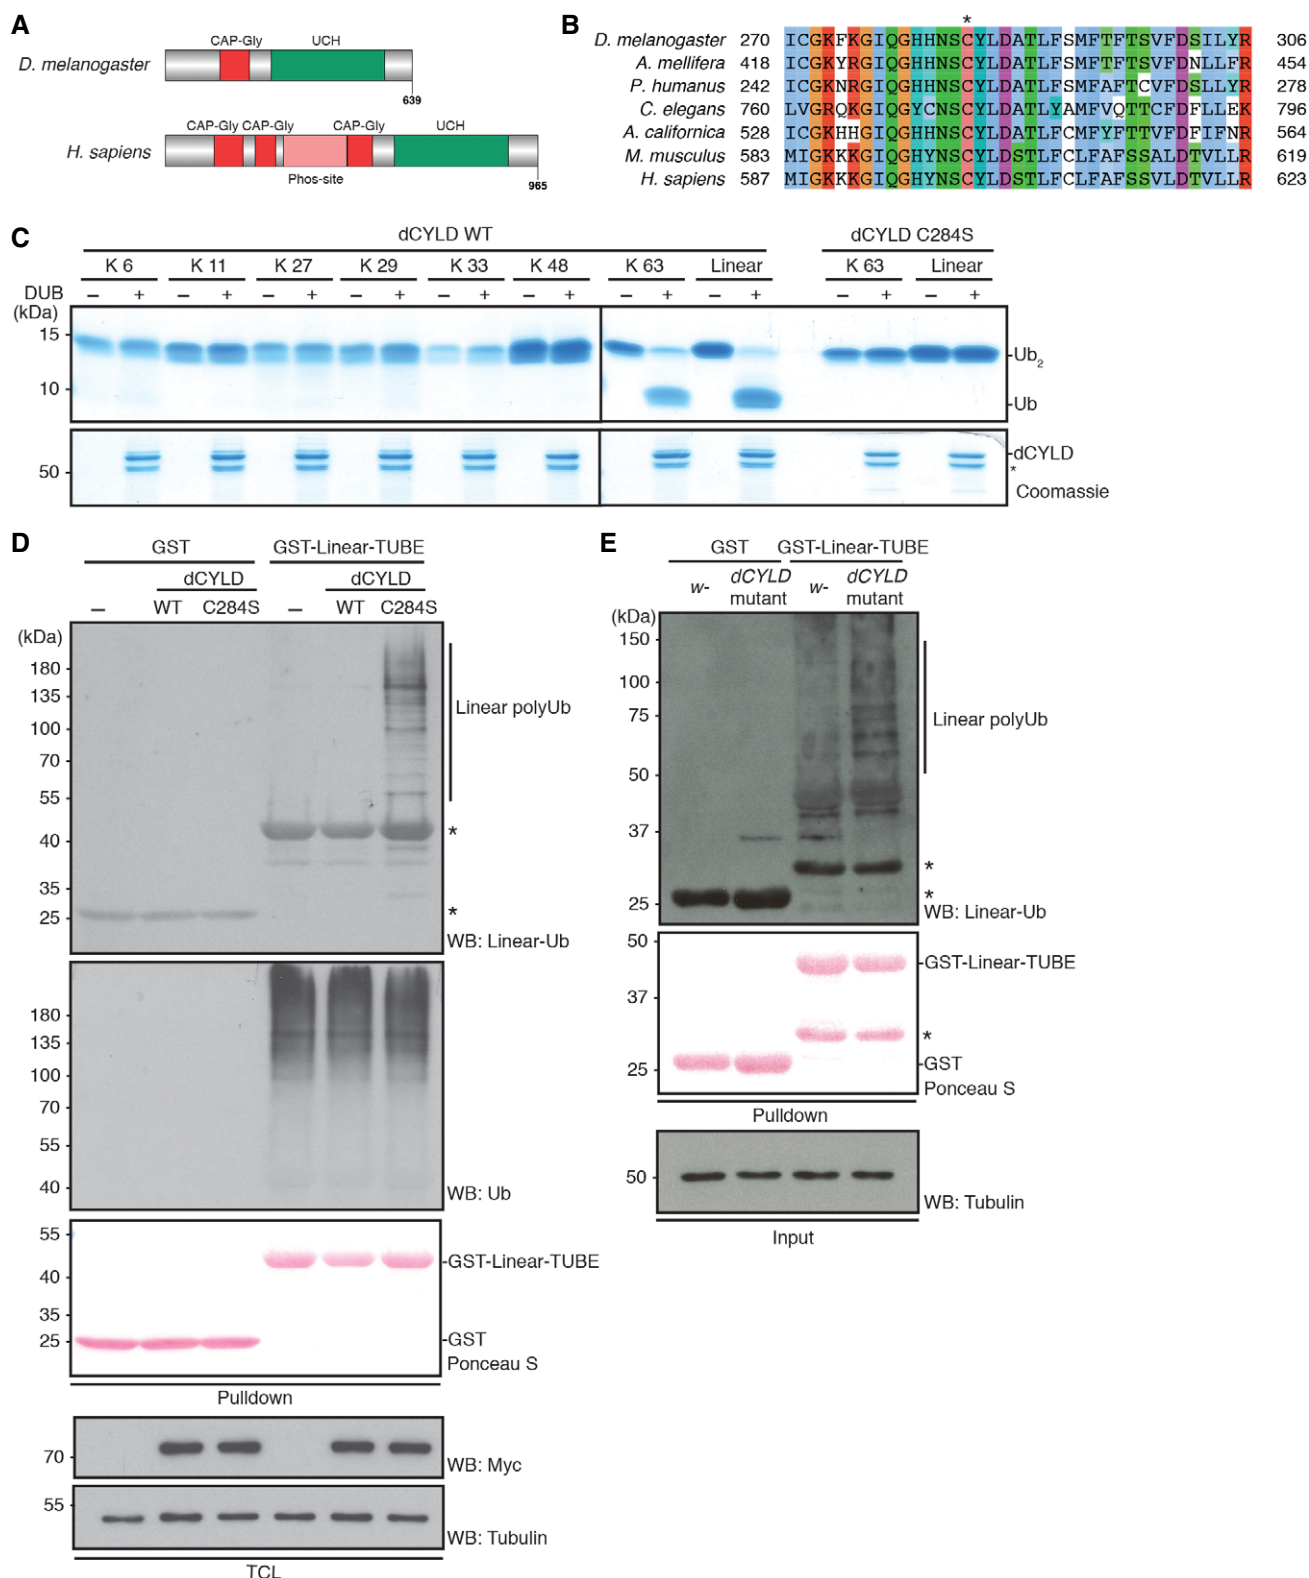 A
CAP-Gly UCH
D. melanogaster
639
CAP-Gly CAP-Gly CAP-Gly UCH
H. sapiens
Phos-site
965
B
*
D. melanogaster 270 ICGKFKGIQGHHNSCYLDATLFSMFTFTSVFDSILYR 306
A. mellifera 418 ICGKYRGIQGHHNSCYLDATLFSMFTFTSVFDNLLFR 454
P. humanus 242 ICGKNRGIQGHHNSCYLDATLFSMFAFTCVFDSLLYR 278
C. elegans 760 LVGRQKGIQGYCNSCYLDATLYAMFVQTTCFDFLLEK 796
A. californica 528 ICGKHHGIQGHHNSCYLDATLFCMFYFTTVFDFIFNR 564
M. musculus 583 MIGKKKGIQGHYNSCYLDSTLFCLFAFSSALDTVLLR 619
H. sapiens 587 MIGKKKGIQGHYNSCYLDSTLFCLFAFSSVLDTVLLR 623
C
dCYLD WT dCYLD C284S
K 6 K 11 K 27 K 29 K 33 K 48 K 63 Linear K 63 Linear
DUB – + – + – + – + – + – + – + – + – + – +
(kDa)
15
Ub2
10
Ub
dCYLD
50
*
Coomassie
D
GST GST-Linear-TUBE
dCYLD dCYLD
– WT C284S – WT C284S
(kDa)
180
135
Linear polyUb
100
70
55
40 *
35
25 *
WB: Linear-Ub
180
135
100
70
55
40
WB: Ub
55
GST-Linear-TUBE
40
35
25 GST
Ponceau S
Pulldown
70
WB: Myc
55
WB: Tubulin
TCL
E
GST GST-Linear-TUBE
w- dCYLD mutant w- dCYLD mutant
(kDa)
150
100
75
Linear polyUb
50
37
*
*
25
WB: Linear-Ub
50
GST-Linear-TUBE
37
*
25 GST
Ponceau S
Pulldown
50
WB: Tubulin
Input